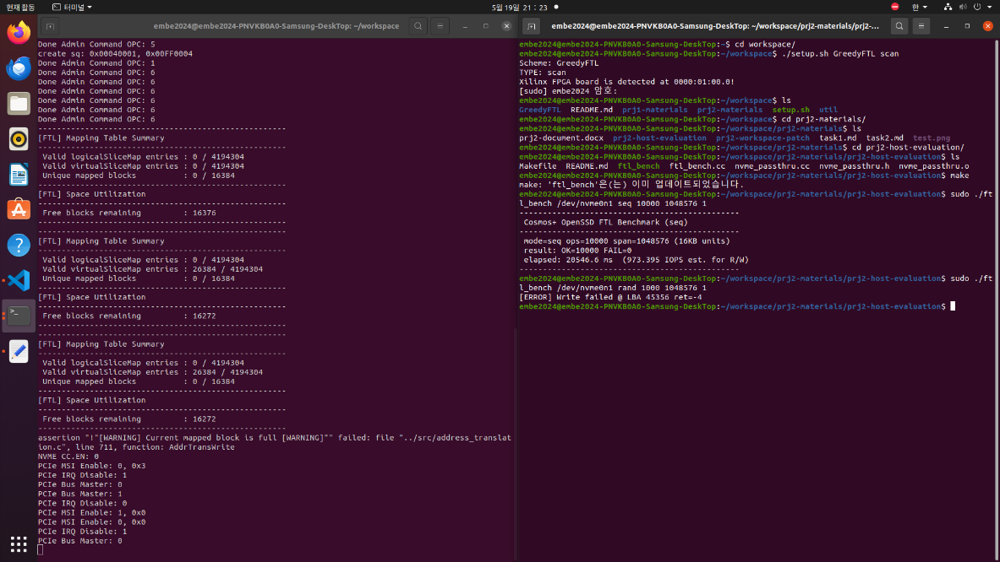 현재 활동
터미널
5월 19일 21 : 23
한
embe2024@embe2024-PNVKB0A0-Samsung-DeskTop: ~/workspace
Done Admin Command OPC: 5
create sq: 0x00040001, 0x00FF0004
Done Admin Command OPC: 1
Done Admin Command OPC: 6
Done Admin Command OPC: 6
Done Admin Command OPC: 6
Done Admin Command OPC: 6
Done Admin Command OPC: 6
Done Admin Command OPC: 6
-----------------------------------------------------
[FTL] Mapping Table Summary
-----------------------------------------------------
Valid logicalSliceMap entries : 0 / 4194304
Valid virtualSliceMap entries : 0 / 4194304
Unique mapped blocks : 0 / 16384
-----------------------------------------------------
[FTL] Space Utilization
-----------------------------------------------------
Free blocks remaining : 16376
-----------------------------------------------------
-----------------------------------------------------
[FTL] Mapping Table Summary
-----------------------------------------------------
Valid logicalSliceMap entries : 0 / 4194304
Valid virtualSliceMap entries : 26384 / 4194304
Unique mapped blocks : 0 / 16384
-----------------------------------------------------
[FTL] Space Utilization
-----------------------------------------------------
Free blocks remaining : 16272
-----------------------------------------------------
-----------------------------------------------------
[FTL] Mapping Table Summary
-----------------------------------------------------
Valid logicalSliceMap entries : 0 / 4194304
Valid virtualSliceMap entries : 26384 / 4194304
Unique mapped blocks : 0 / 16384
-----------------------------------------------------
[FTL] Space Utilization
-----------------------------------------------------
Free blocks remaining : 16272
-----------------------------------------------------
assertion "!"[WARNING] Current mapped block is full [WARNING]"" failed: file "../src/address_translat
ion.c", line 711, function: AddrTransWrite
NVME CC.EN: 0
PCIe MSI Enable: 0, 0x3
PCIe IRQ Disable: 1
PCIe Bus Master: 0
PCIe Bus Master: 1
PCIe IRQ Disable: 0
PCIe MSI Enable: 1, 0x0
PCIe MSI Enable: 0, 0x0
PCIe IRQ Disable: 1
PCIe Bus Master: 0
embe2024@embe2024-PNVKB0A0-Samsung-DeskTop: ~/workspace/prj2-materials/prj2-...
embe2024@embe2024-PNVKB0A0-Samsung-DeskTop:~$ cd workspace/
embe2024@embe2024-PNVKB0A0-Samsung-DeskTop:~/workspace$ ./setup.sh GreedyFTL scan
Scheme: GreedyFTL
TYPE: scan
Xilinx FPGA board is detected at 0000:01:00.0!
[sudo] embe2024 암호:
embe2024@embe2024-PNVKB0A0-Samsung-DeskTop:~/workspace$ ls
GreedyFTL README.md prj1-materials prj2-materials setup.sh util
embe2024@embe2024-PNVKB0A0-Samsung-DeskTop:~/workspace$ cd prj2-materials/
embe2024@embe2024-PNVKB0A0-Samsung-DeskTop:~/workspace/prj2-materials$ ls
prj2-document.docx prj2-host-evaluation prj2-workspace-patch task1.md task2.md test.png
embe2024@embe2024-PNVKB0A0-Samsung-DeskTop:~/workspace/prj2-materials$ cd prj2-host-evaluation/
embe2024@embe2024-PNVKB0A0-Samsung-DeskTop:~/workspace/prj2-materials/prj2-host-evaluation$ ls
Makefile README.md ftl_bench ftl_bench.cc nvme_passthru.cc nvme_passthru.h nvme_passthru.o
embe2024@embe2024-PNVKB0A0-Samsung-DeskTop:~/workspace/prj2-materials/prj2-host-evaluation$ make
make: 'ftl_bench'은(는) 이미 업데이트되었습니다.
embe2024@embe2024-PNVKB0A0-Samsung-DeskTop:~/workspace/prj2-materials/prj2-host-evaluation$ sudo ./ft
l_bench /dev/nvme0n1 seq 10000 1048576 1
-----------------------------------------------
Cosmos+ OpenSSD FTL Benchmark (seq)
-----------------------------------------------
mode=seq ops=10000 span=1048576 (16KB units)
result: OK=10000 FAIL=0
elapsed: 20546.6 ms (973.395 IOPS est. for R/W)
-----------------------------------------------
embe2024@embe2024-PNVKB0A0-Samsung-DeskTop:~/workspace/prj2-materials/prj2-host-evaluation$ sudo ./ft
l_bench /dev/nvme0n1 rand 1000 1048576 1
[ERROR] Write failed @ LBA 45356 ret=-4
embe2024@embe2024-PNVKB0A0-Samsung-DeskTop:~/workspace/prj2-materials/prj2-host-evaluation$